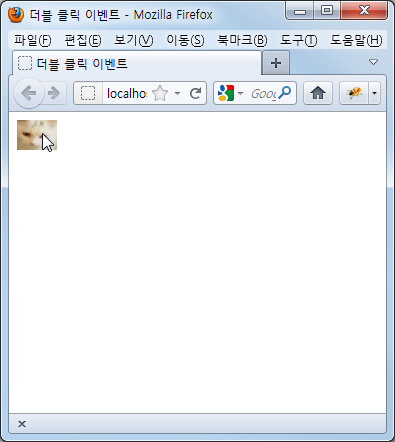 더블 클릭 이벤트 - Mozilla Firefox
파일(F) 편집(E) 보기(V) 이동(S) 북마크(B) 도구(T) 도움말(H)
더블 클릭 이벤트
localho Goog